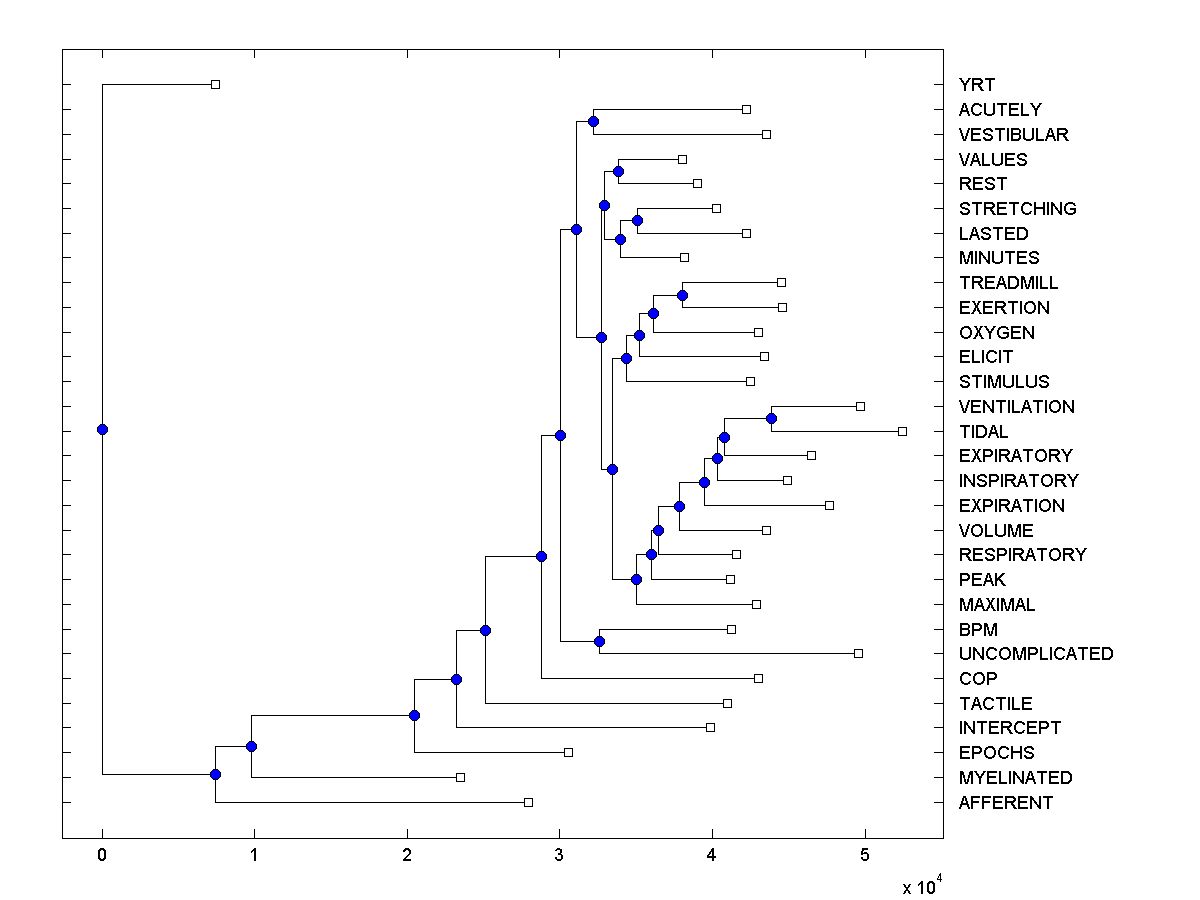 YRT
ACUTELY
VESTIBULAR
VALUES
REST
STRETCHING
LASTED
MINUTES
TREADMILL
EXERTION
OXYGEN
ELICIT
STIMULUS
VENTILATION
TIDAL
EXPIRATORY
INSPIRATORY
EXPIRATION
VOLUME
RESPIRATORY
PEAK
MAXIMAL
BPM
UNCOMPLICATED
COP
TACTILE
INTERCEPT
EPOCHS
MYELINATED
AFFERENT
0 1 2 3 4 5
x 10^4